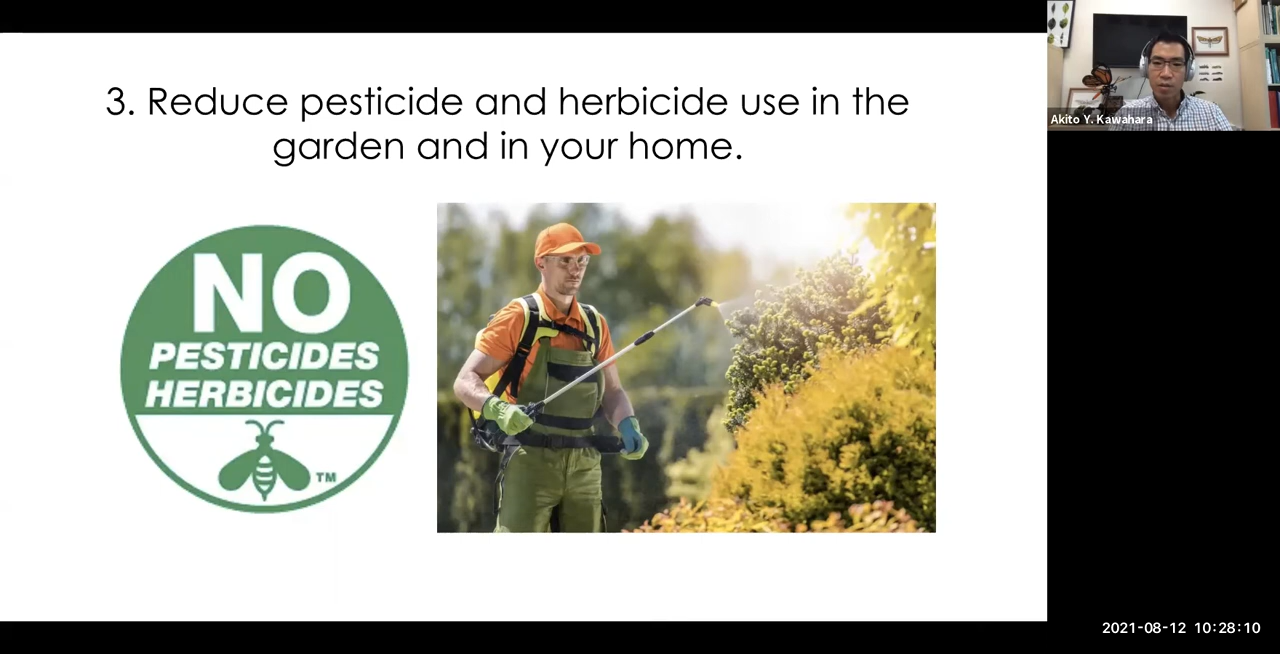 3. Reduce pesticide and herbicide use in the
garden and in your home.
NO
PESTICIDES
HERBICIDES
TM
Akito Y. Kawahara
2021-08-12 10:28:10